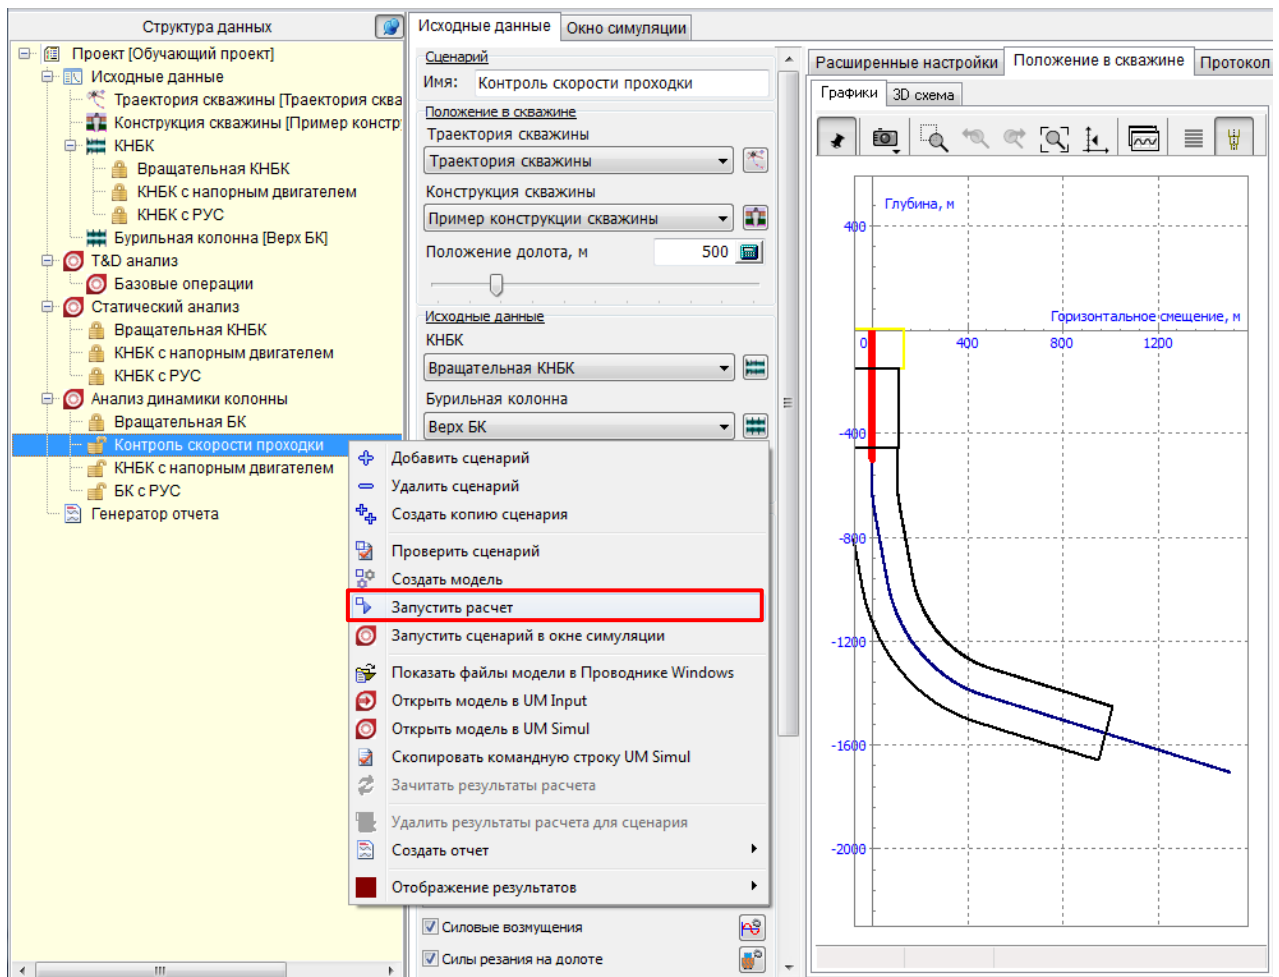 Структура данных
Проект [Обучающий проект]
Исходные данные
Траектория скважины [Траектория сква
Конструкция скважины [Пример констр
КНБК
Вращательная КНБК
КНБК с напорным двигателем
КНБК с РУС
Бурильная колонна [Верх БК]
T&D анализ
Базовые операции
Статический анализ
Вращательная КНБК
КНБК с напорным двигателем
КНБК с РУС
Анализ динамики колонны
Вращательная БК
Контроль скорости проходки
КНБК с напорным двигателем
БК с РУС
Генератор отчета
Исходные данные
Окно симуляции
Сценарий
Имя: Контроль скорости проходки
Положение в скважине
Траектория скважины
Траектория скважины
Конструкция скважины
Пример конструкции скважины
Положение долота, м 500
Исходные данные
КНБК
Вращательная КНБК
Бурильная колонна
Верх БК
Добавить сценарий
Удалить сценарий
Создать копию сценария
Проверить сценарий
Создать модель
Запустить расчет
Запустить сценарий в окне симуляции
Показать файлы модели в Проводнике Windows
Открыть модель в UM Input
Открыть модель в UM Simul
Скопировать командную строку UM Simul
Зачитать результаты расчета
Удалить результаты расчета для сценария
Создать отчет
Отображение результатов
Силовые возмущения
Силы резания на долоте
Расширенные настройки
Положение в скважине
Протокол
Графики
3D схема
Глубина, м
400
Горизонтальное смещение, м
0 400 800 1200
-400
-800
-1200
-1600
-2000